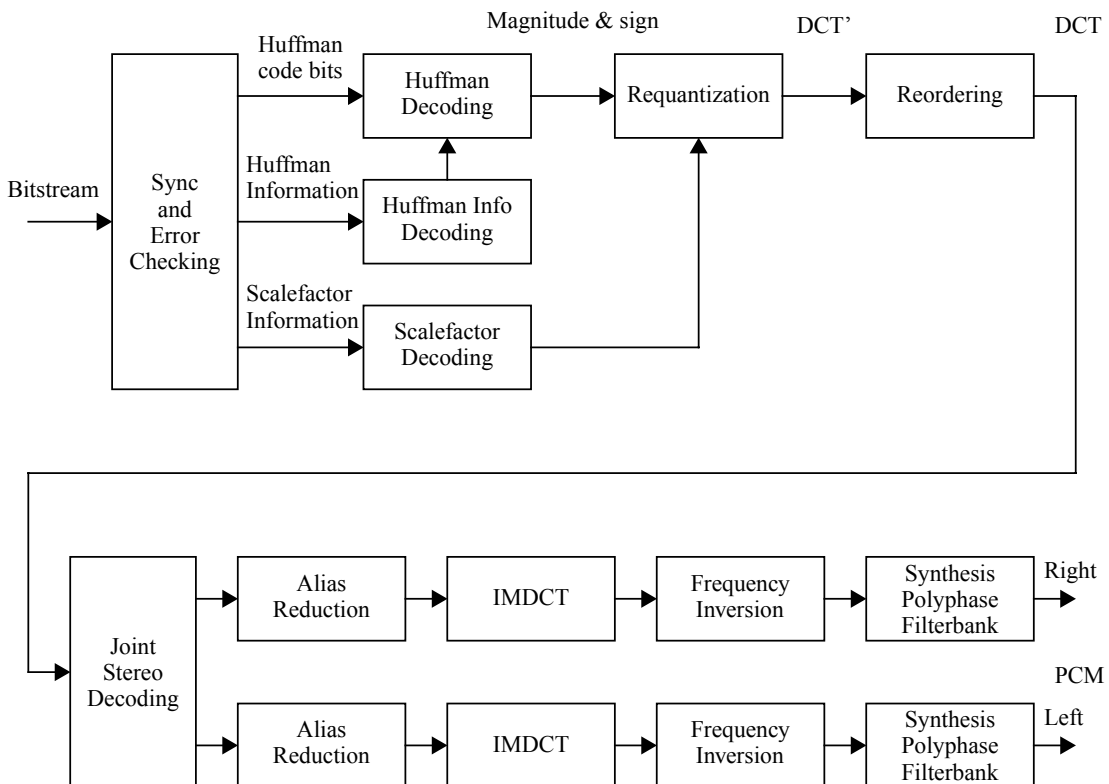 Magnitude & sign
DCT’
DCT
Huffman
code bits
Huffman
Decoding
Requantization
Reordering
Bitstream
Sync
and
Error
Checking
Huffman
Information
Huffman Info
Decoding
Scalefactor
Information
Scalefactor
Decoding
Joint
Stereo
Decoding
Alias
Reduction
IMDCT
Frequency
Inversion
Synthesis
Polyphase
Filterbank
Right
PCM
Alias
Reduction
IMDCT
Frequency
Inversion
Synthesis
Polyphase
Filterbank
Left